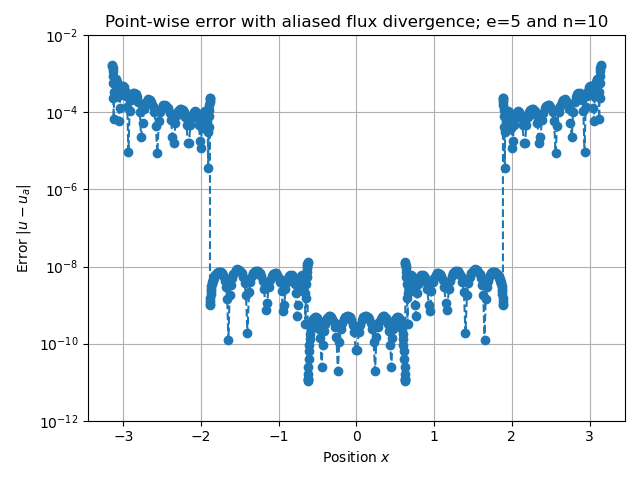 Point-wise error with aliased flux divergence; e=5 and n=10
10⁻²
10⁻⁴
10⁻⁶
10⁻⁸
10⁻¹⁰
10⁻¹²
Error |u − uₐ|
−3 −2 −1 0 1 2 3
Position x